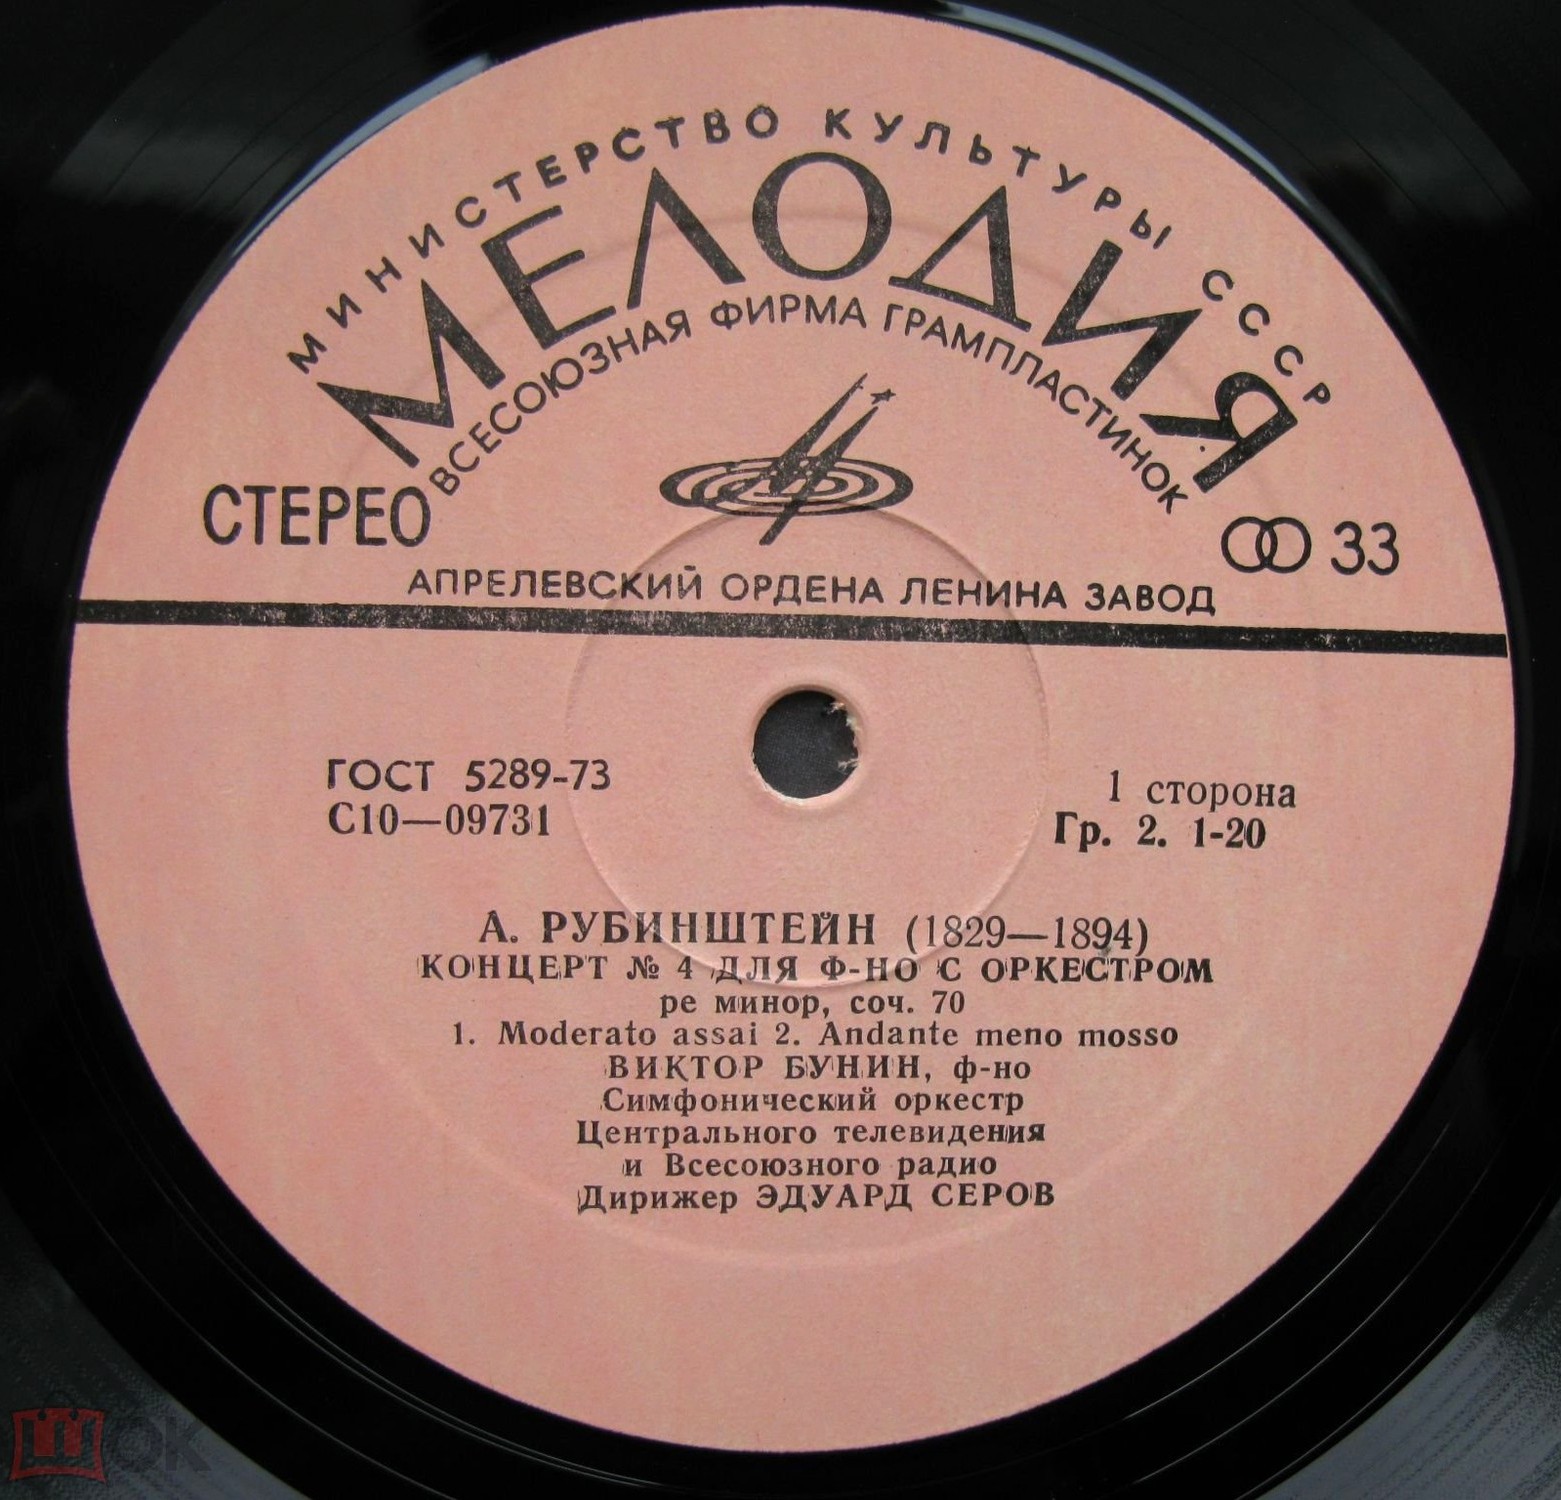 МИНИСТЕРСТВО КУЛЬТУРЫ СССР
МЕЛОДИЯ
ВСЕСОЮЗНАЯ ФИРМА ГРАМПЛАСТИНОК
СТЕРЕО
33
АПРЕЛЕВСКИЙ ОРДЕНА ЛЕНИНА ЗАВОД
ГОСТ 5289-73
С10—09731
1 сторона
Гр. 2. 1-20
А. РУБИНШТЕЙН (1829—1894)
КОНЦЕРТ № 4 ДЛЯ Ф-НО С ОРКЕСТРОМ
ре минор, соч. 70
1. Moderato assai 2. Andante meno mosso
ВИКТОР БУНИН, ф-но
Симфонический оркестр
Центрального телевидения
и Всесоюзного радио
Дирижер ЭДУАРД СЕРОВ
ШОК